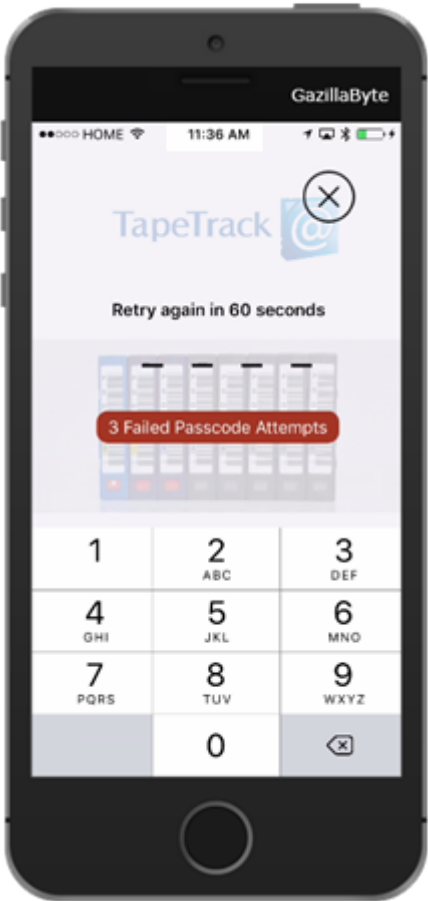 GazillaByte
HOME 11:36 AM
TapeTrack @
Retry again in 60 seconds
3 Failed Passcode Attempts
1 2 3
ABC DEF
4 5 6
GHI JKL MNO
7 8 9
PQRS TUV WXYZ
0